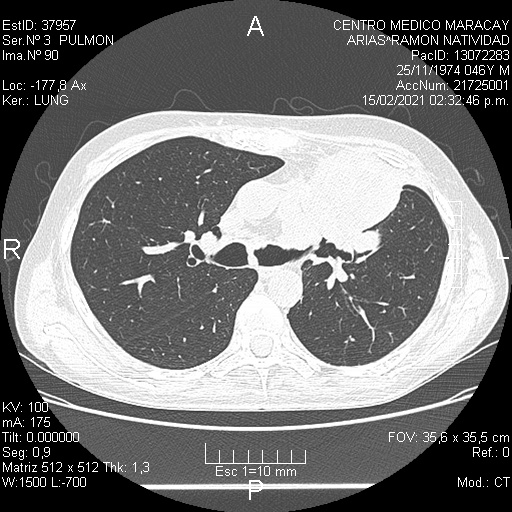 EstID: 37957
Ser.Nº 3 PULMON
Ima.Nº 90
Loc: -177,8 Ax
Ker.: LUNG
A
CENTRO MEDICO MARACAY
ARIAS^RAMON NATIVIDAD
PacID: 13072283
25/11/1974 046Y M
AccNum: 21725001
15/02/2021 02:32:46 p.m.
R
L
KV: 100
mA: 175
Tilt: 0.000000
Seg: 0,9
Matriz 512 x 512 Thk: 1,3
W:1500 L:-700
Esc 1=10 mm
P
FOV: 35,6 x 35,5 cm
Ref.: 0
Mod.: CT